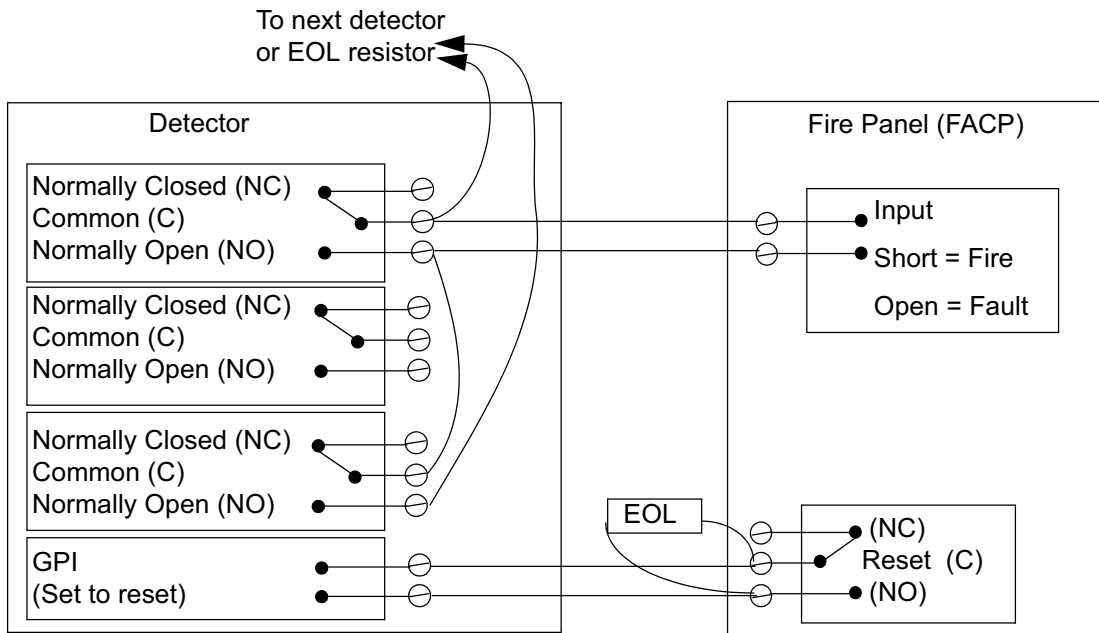 To next detector
or EOL resistor
Detector
Normally Closed (NC)
Common (C)
Normally Open (NO)
Normally Closed (NC)
Common (C)
Normally Open (NO)
Normally Closed (NC)
Common (C)
Normally Open (NO)
GPI
(Set to reset)
Fire Panel (FACP)
Input
Short = Fire
Open = Fault
EOL
(NC)
Reset (C)
(NO)